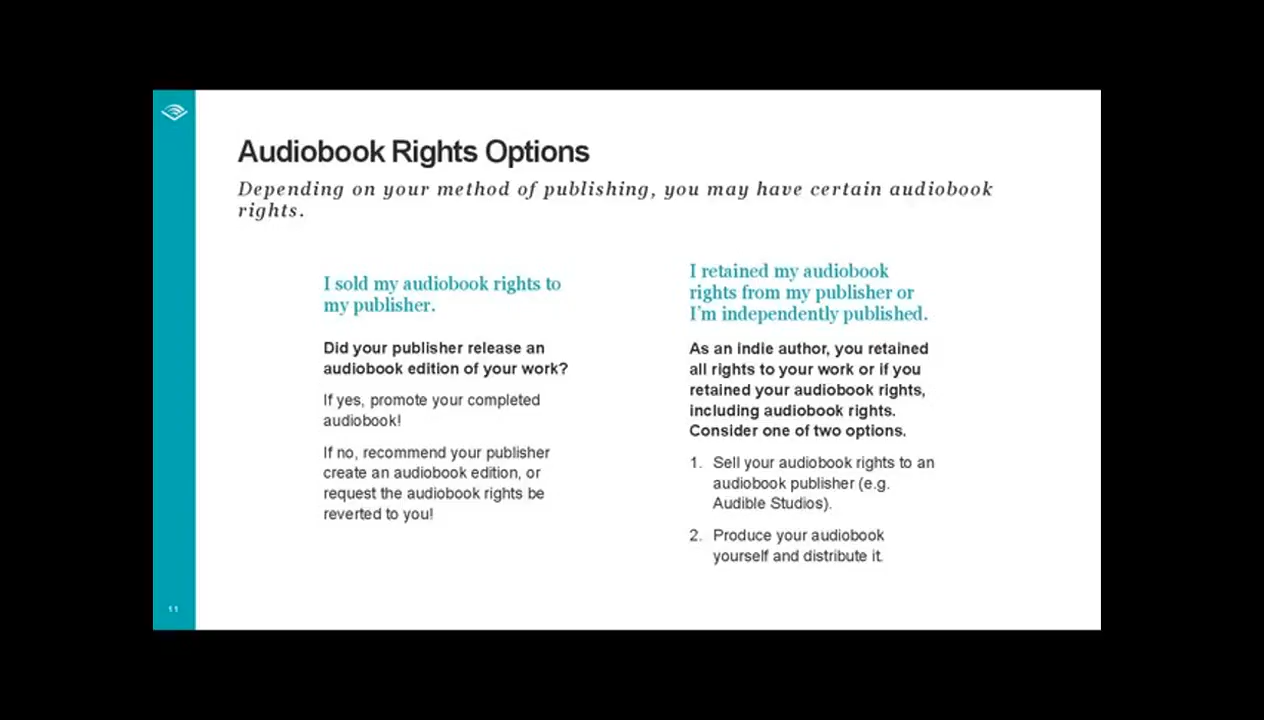 Audiobook Rights Options
Depending on your method of publishing, you may have certain audiobook
rights.
I sold my audiobook rights to
my publisher.
Did your publisher release an
audiobook edition of your work?
If yes, promote your completed
audiobook!
If no, recommend your publisher
create an audiobook edition, or
request the audiobook rights be
reverted to you!
I retained my audiobook
rights from my publisher or
I'm independently published.
As an indie author, you retained
all rights to your work or if you
retained your audiobook rights,
including audiobook rights.
Consider one of two options.
1. Sell your audiobook rights to an
audiobook publisher (e.g.
Audible Studios).
2. Produce your audiobook
yourself and distribute it.
11